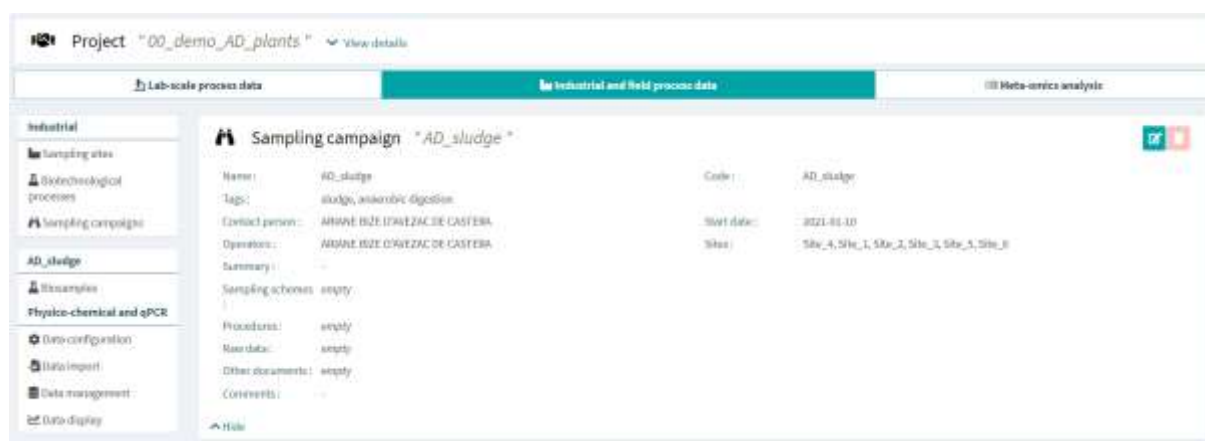 Project "00_demo_AD_plants" View details
Lab-scale process data
Industrial and field process data
Meta-omics analysis
Industrial
Sampling sites
Biotechnological
processes
Sampling campaigns
AD_sludge
Biosamples
Physico-chemical and qPCR
Data configuration
Data import
Data management
Data display
Sampling campaign "AD_sludge"
Name: AD_sludge Code: AD_sludge
Tags: sludge, anaerobic digestion
Contact person: ARIANE BIZE D'AVEZAC DE CASTERA Start date: 2021-01-10
Operators: ARIANE BIZE D'AVEZAC DE CASTERA Sites: Site_4, Site_1, Site_2, Site_3, Site_5, Site_6
Summary: -
Sampling schemes empty
:
Procedures: empty
Raw data: empty
Other documents: empty
Comments: -
Hide